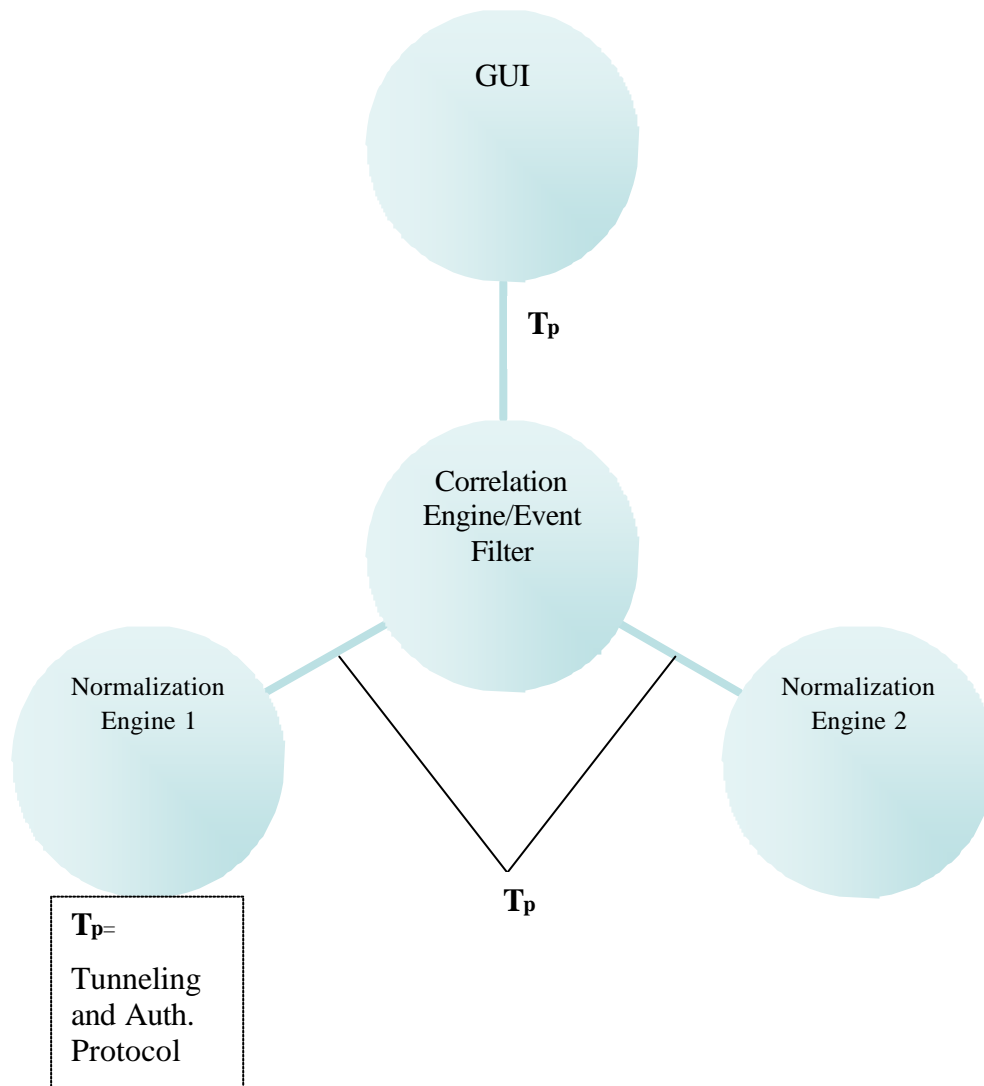 GUI
Tp
Correlation
Engine/Event
Filter
Normalization
Engine 1
Normalization
Engine 2
Tp
Tp=
Tunneling
and Auth.
Protocol